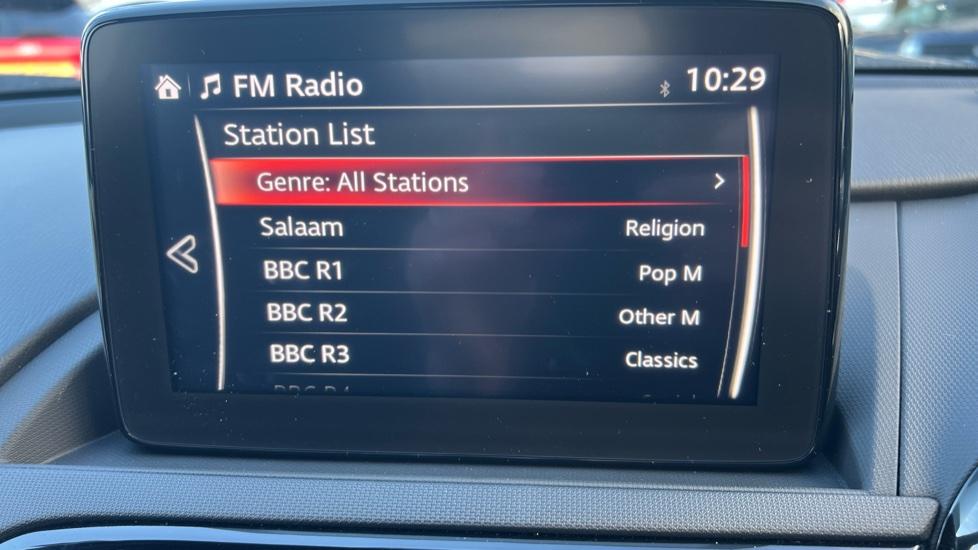 FM Radio 10:29
Station List
Genre: All Stations
Salaam Religion
BBC R1 Pop M
BBC R2 Other M
BBC R3 Classics